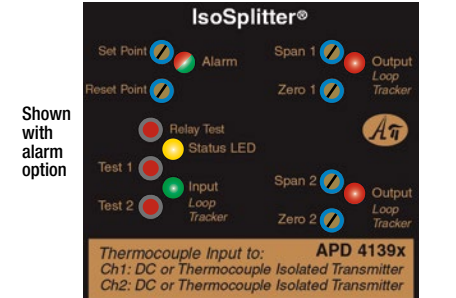 IsoSplitter®
Set Point
Alarm
Span 1
Output
Loop
Tracker
Reset Point
Zero 1
Shown
with
alarm
option
Relay Test
Status LED
Test 1
Input
Loop
Tracker
Test 2
Api
Span 2
Output
Loop
Tracker
Zero 2
Thermocouple Input to: APD 4139x
Ch1: DC or Thermocouple Isolated Transmitter
Ch2: DC or Thermocouple Isolated Transmitter